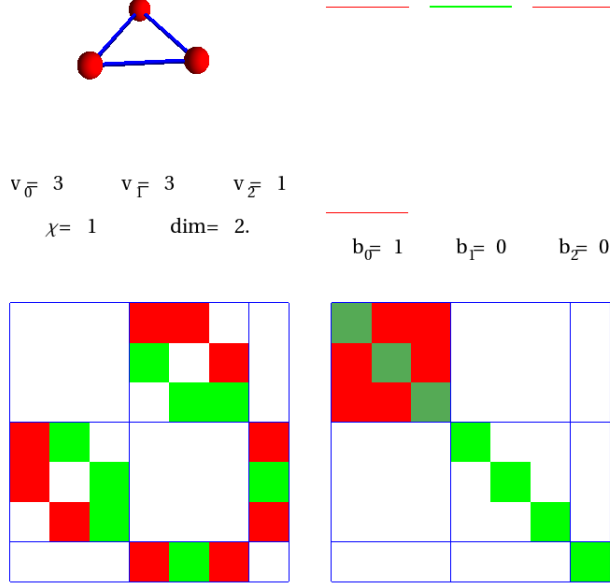 v₀= 3 v₁= 3 v₂= 1
χ= 1 dim= 2.
b₀= 1 b₁= 0 b₂= 0